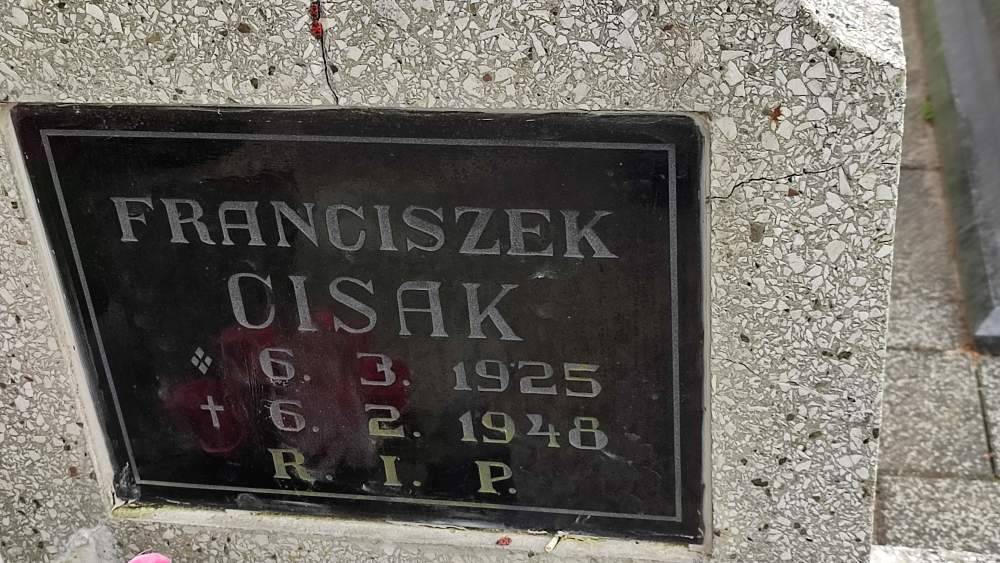 FRANCISZEK
CISAK
6. 3. 1925
† 6. 2. 1948
R. I. P.